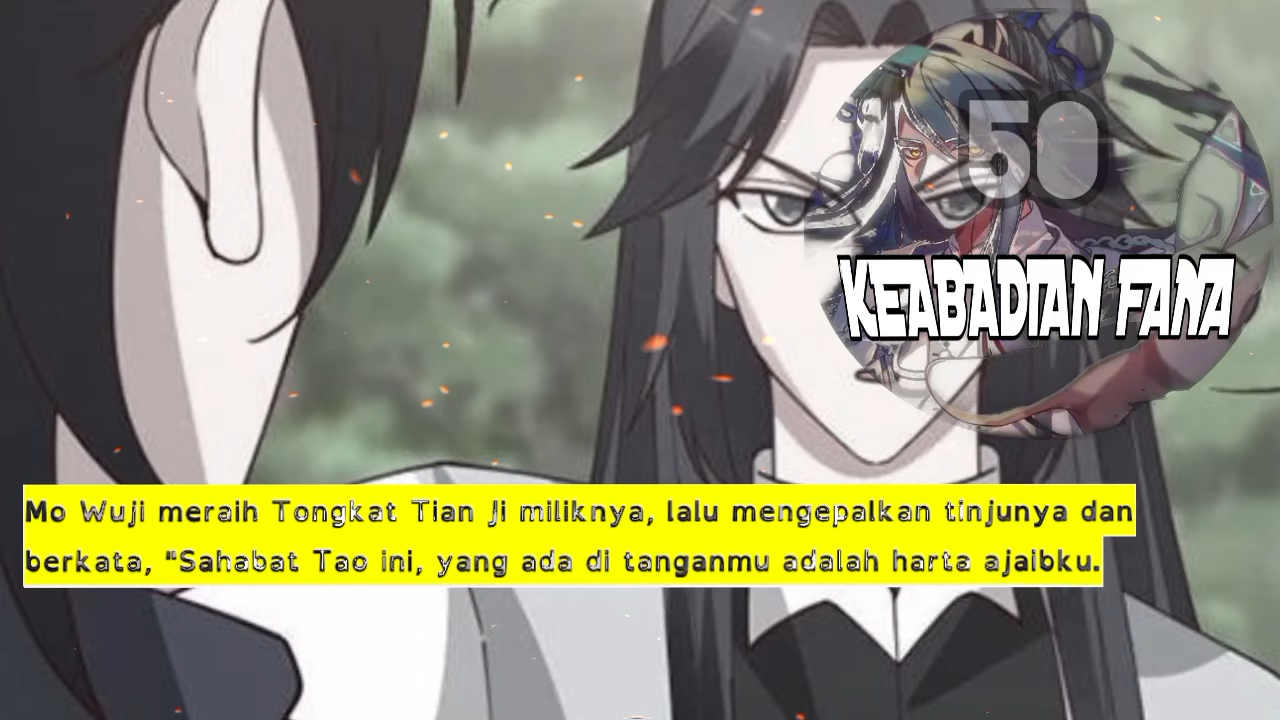 50
KEABADIAN FANA
Mo Wuji meraih Tongkat Tian Ji miliknya, lalu mengepalkan tinjunya dan
berkata, "Sahabat Tao ini, yang ada di tanganmu adalah harta ajaibku.